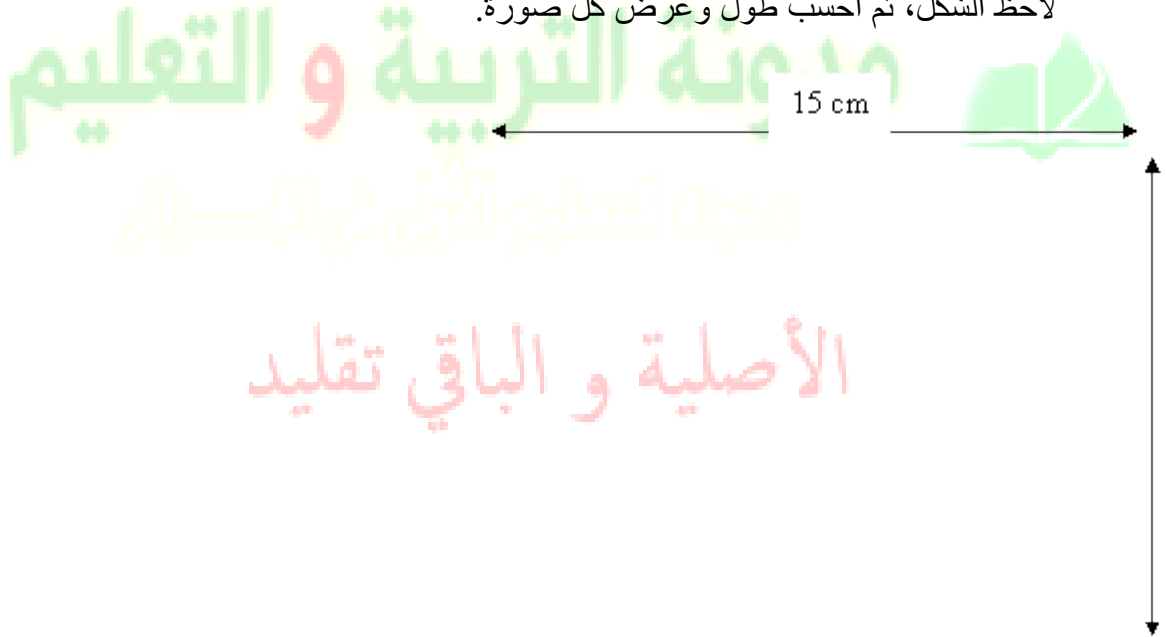 لاحظ الشكل، ثم احسب طول وعرض كل صورة.
مدونة التربية و التعليم
15 cm
الأصلية و الباقي تقليد